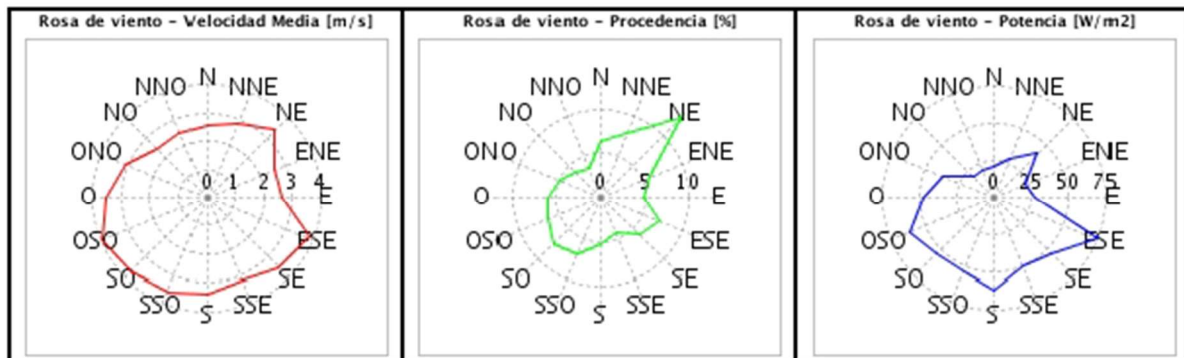 Rosa de viento - Velocidad Media [m/s]
N
NNO NNE
NO NE
ONO ENE
0 1 2 3 4
O E
OSO ESE
SO SE
SSO SSE
S
Rosa de viento - Procedencia [%]
N
NNO NNE
NO NE
ONO ENE
0 5 10
O E
OSO ESE
SO SE
SSO SSE
S
Rosa de viento - Potencia [W/m2]
N
NNO NNE
NO NE
ONO ENE
0 25 50 75
O E
OSO ESE
SO SE
SSO SSE
S